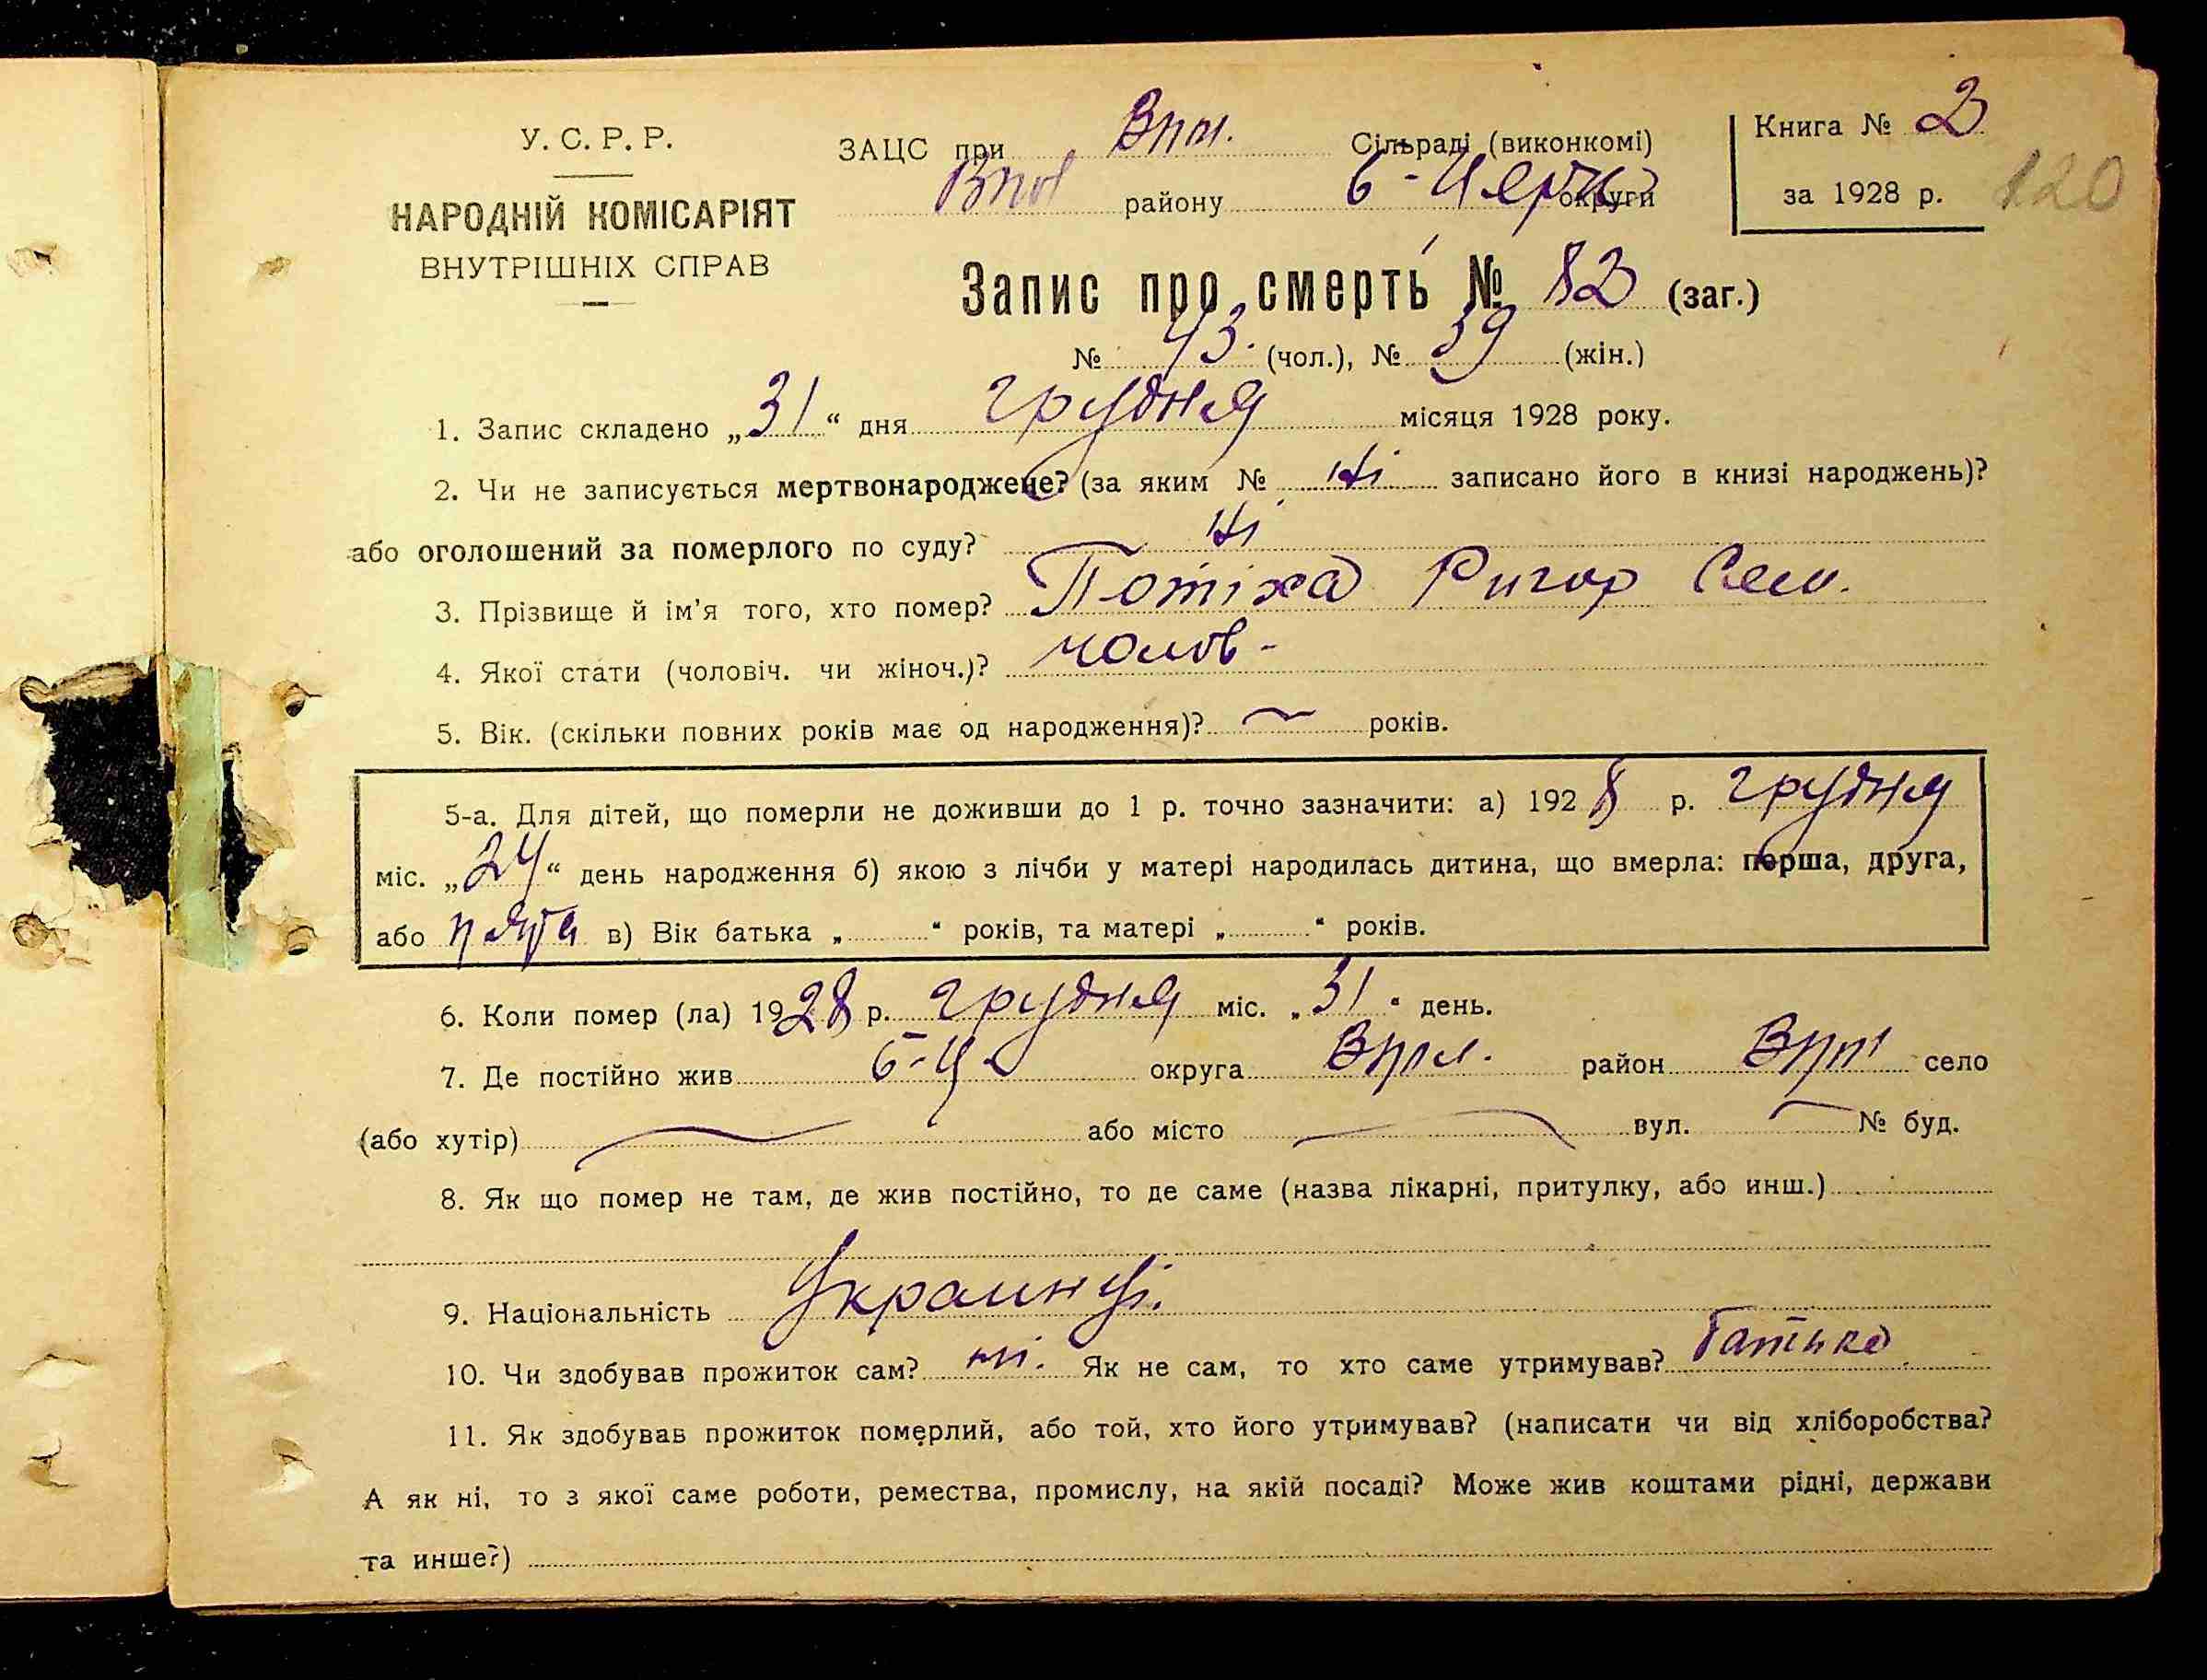 У. С. Р. Р.
НАРОДНІЙ КОМІСАРІЯТ
ВНУТРІШНІХ СПРАВ
ЗАЦС при Впл. Сільраді (виконкомі)
району Б-Церк округи
Книга № 2
за 1928 р.
120
Запис про смерть № 82 (заг.)
№ 43. (чол.), № 39 (жін.)
1. Запис складено „31“ дня грудня місяця 1928 року.
2. Чи не записується мертвонароджене? (за яким № ні записано його в книзі народжень)?
або оголошений за померлого по суду? ні
3. Прізвище й ім'я того, хто помер? Потіха Ригор Сем.
4. Якої стати (чоловіч. чи жіноч.)? чолов-
5. Вік. (скільки повних років має од народження)? — років.
5-а. Для дітей, що померли не доживши до 1 р. точно зазначити: а) 1928 р. грудня
міс. „24“ день народження б) якою з лічби у матері народилась дитина, що вмерла: перша, друга,
або пята в) Вік батька „ “ років, та матері „ “ років.
6. Коли помер (ла) 1928 р. грудня міс. „31“ день.
7. Де постійно жив Б-Ц округа район село
(або хутір) — або місто — вул. — № буд.
8. Як що помер не там, де жив постійно, то де саме (назва лікарні, притулку, або инш.)
9. Національність Украинці.
10. Чи здобував прожиток сам? ні. Як не сам, то хто саме утримував? Батько
11. Як здобував прожиток померлий, або той, хто його утримував? (написати чи від хліборобства?
А як ні, то з якої саме роботи, ремества, промислу, на якій посаді? Може жив коштами рідні, держави
та инше?)